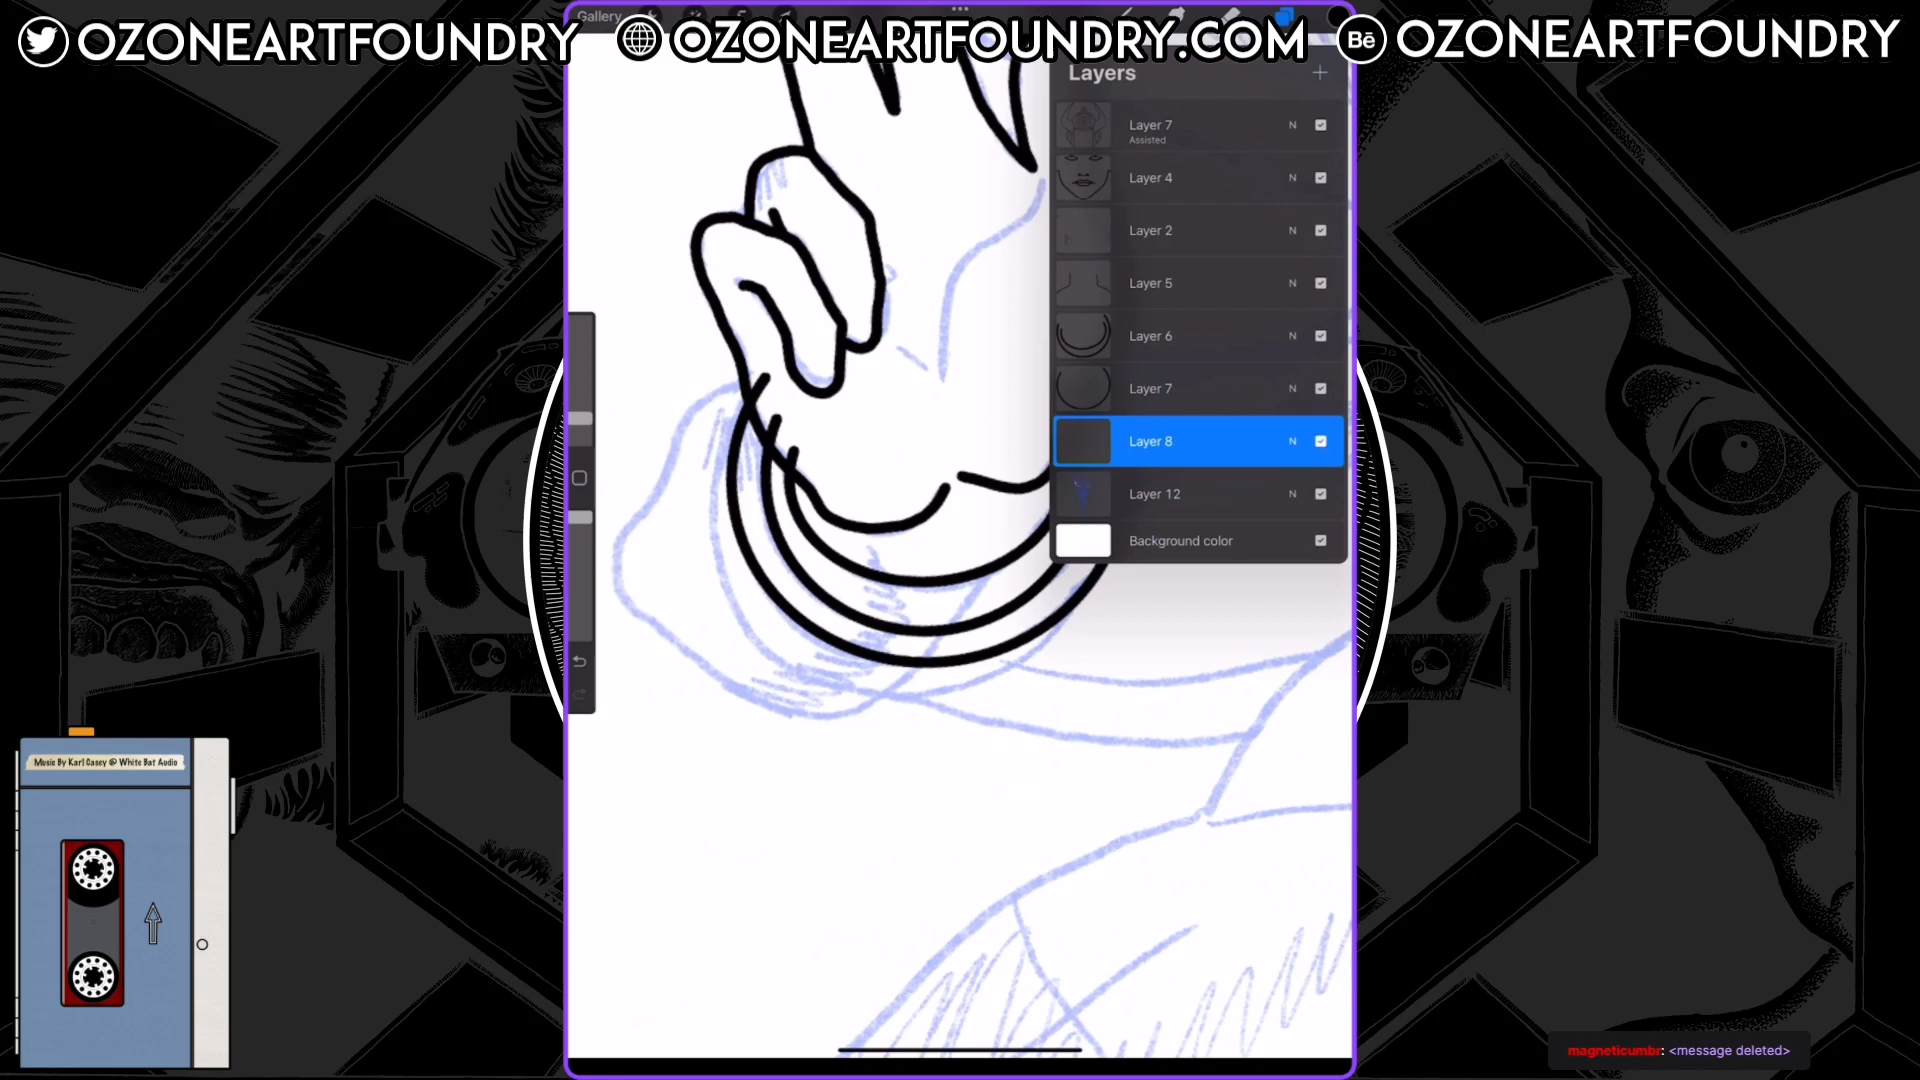 OZONEARTFOUNDRY
OZONEARTFOUNDRY.COM
Bē OZONEARTFOUNDRY
Gallery
Layers
Layer 7 N
Assisted
Layer 4 N
Layer 2 N
Layer 5 N
Layer 6 N
Layer 7 N
Layer 8 N
Layer 12 N
Background color
Music By Karl Casey @ White Bat Audio
magneticumbr: <message deleted>